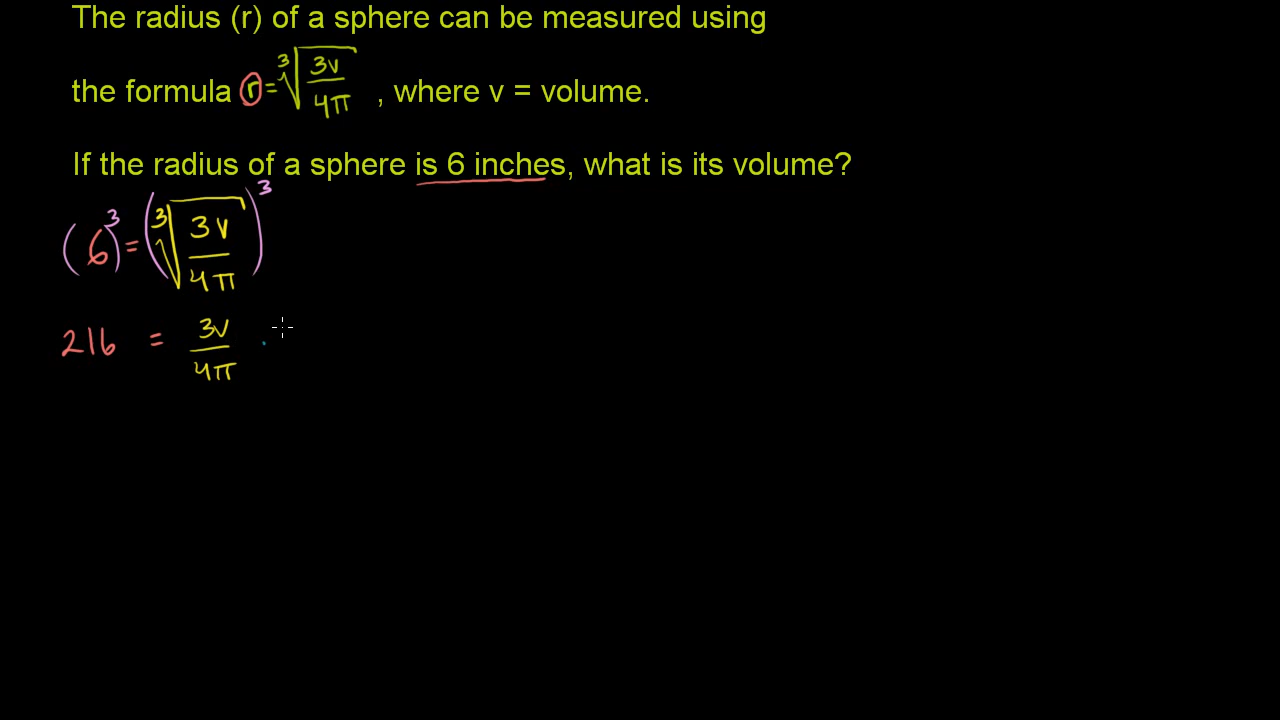 The radius (r) of a sphere can be measured using
the formula r = ∛(3v/4π) , where v = volume.
If the radius of a sphere is 6 inches, what is its volume?
(6)³ = (∛(3v/4π))³
216 = 3v/4π ·